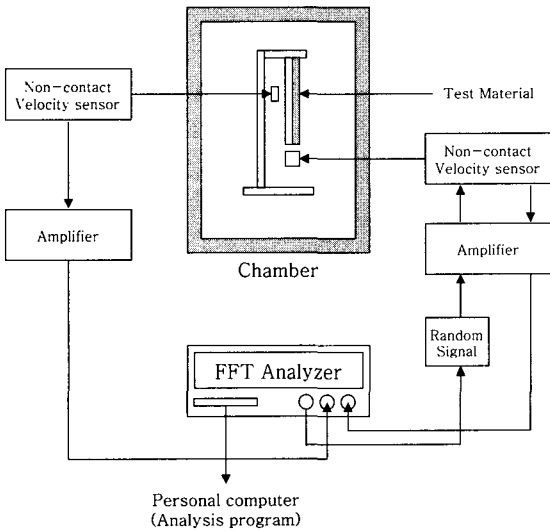 Non-contact
Velocity sensor
Test Material
Non-contact
Velocity sensor
Amplifier
Amplifier
Chamber
Random
Signal
FFT Analyzer
Personal computer
(Analysis program)